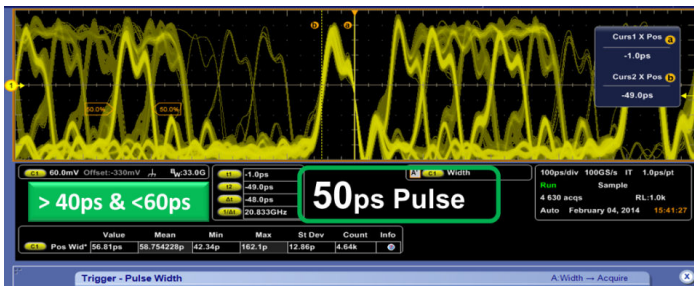 b a
Curs1 X Pos a
-1.0ps
Curs2 X Pos b
-49.0ps
1
50.0% 50.0%
C1 60.0mV Offset:-330mV BW:33.0G
t1 -1.0ps
t2 -49.0ps
Δt -48.0ps
1/Δt 20.833GHz
A' C1 Width
100ps/div 100GS/s IT 1.0ps/pt
Run Sample
4 630 acqs RL:1.0k
Auto February 04, 2014 15:41:27
> 40ps & <60ps
50ps Pulse
Value Mean Min Max St Dev Count Info
C1 Pos Wid* 56.81ps 58.754228p 42.34p 162.1p 12.86p 4.64k
Trigger - Pulse Width A:Width → Acquire X